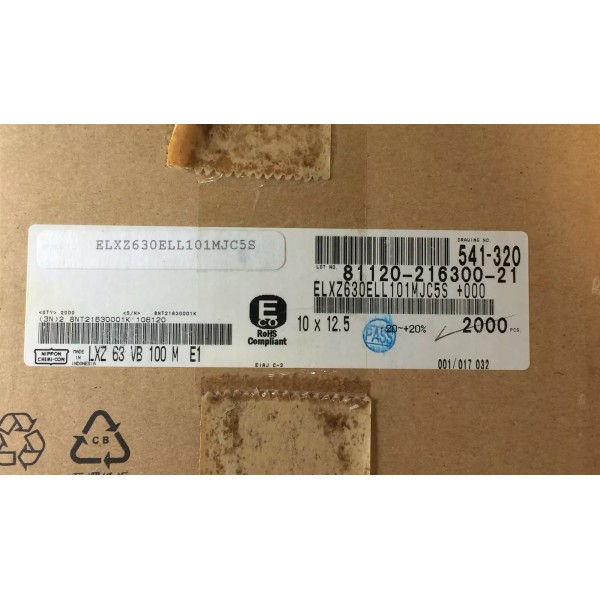 ELXZ630ELL101MJC5S
DRAWING NO.
541-320
LOT NO.
81120-216300-21
ELXZ630ELL101MJC5S +000
<QTY> 2000 <S/N> 8NT21630001K
(3N)2 8NT21630001K 106120
E
CO
RoHS
Compliant
10 x 12.5
PASS
-20~+20%
2000 PCS.
NIPPON
CHEMI-CON
MADE
IN
INDONESIA
LXZ 63 VB 100 M E1
EIAJ C-3
001/017 032
CB